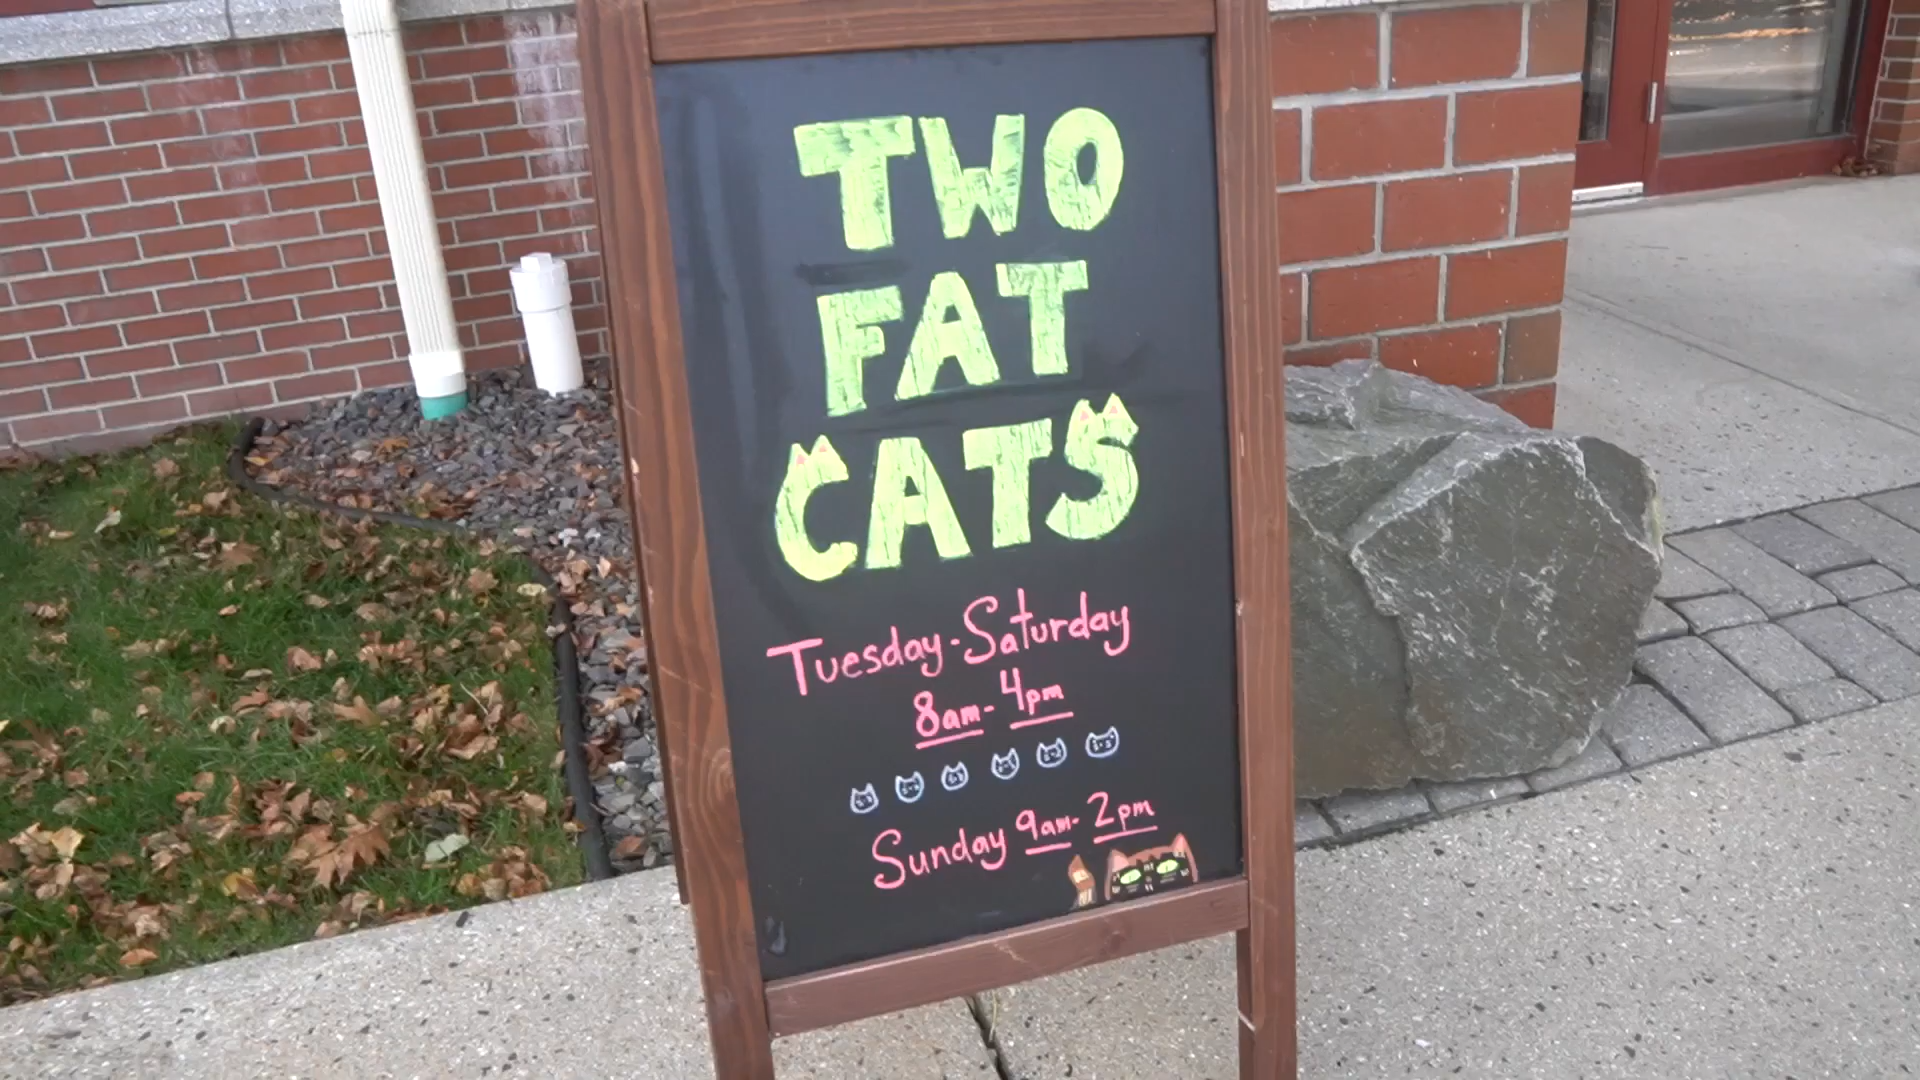 TWO
FAT
CATS
Tuesday-Saturday
8am-4pm
Sunday 9am-2pm